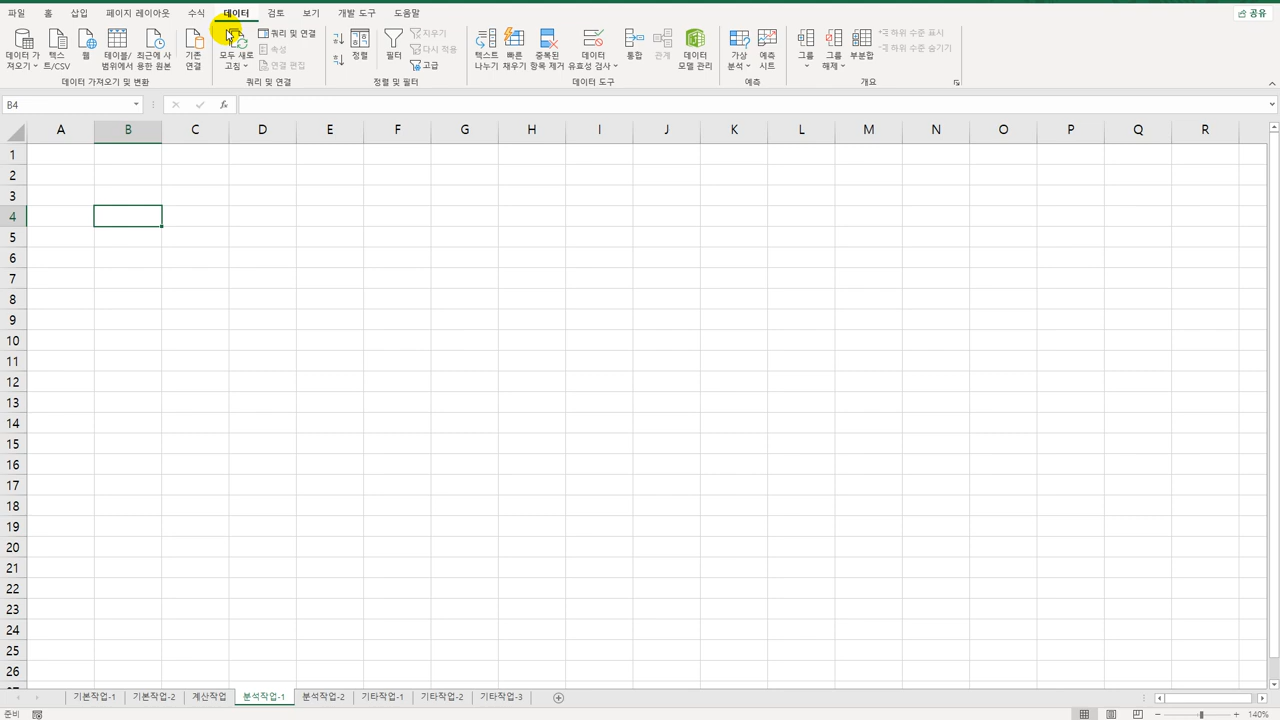 파일 홈 삽입 페이지 레이아웃 수식 데이터 검토 보기 개발 도구 도움말 공유
데이터 가져오기 텍스트/CSV 웹 테이블/범위에서 최근에 사용한 원본 기존 연결
데이터 가져오기 및 변환
모두 새로 고침 쿼리 및 연결 속성 연결 편집
쿼리 및 연결
정렬 필터 지우기 다시 적용 고급
정렬 및 필터
텍스트 나누기 빠른 채우기 중복된 항목 제거 데이터 유효성 검사 통합 관계 데이터 모델 관리
데이터 도구
가상 분석 예측 시트
예측
그룹 그룹 해제 부분합 하위 수준 표시 하위 수준 숨기기
개요
B4 fx
A B C D E F G H I J K L M N O P Q R
1
2
3
4
5
6
7
8
9
10
11
12
13
14
15
16
17
18
19
20
21
22
23
24
25
26
기본작업-1 기본작업-2 계산작업 분석작업-1 분석작업-2 기타작업-1 기타작업-2 기타작업-3
준비 140%